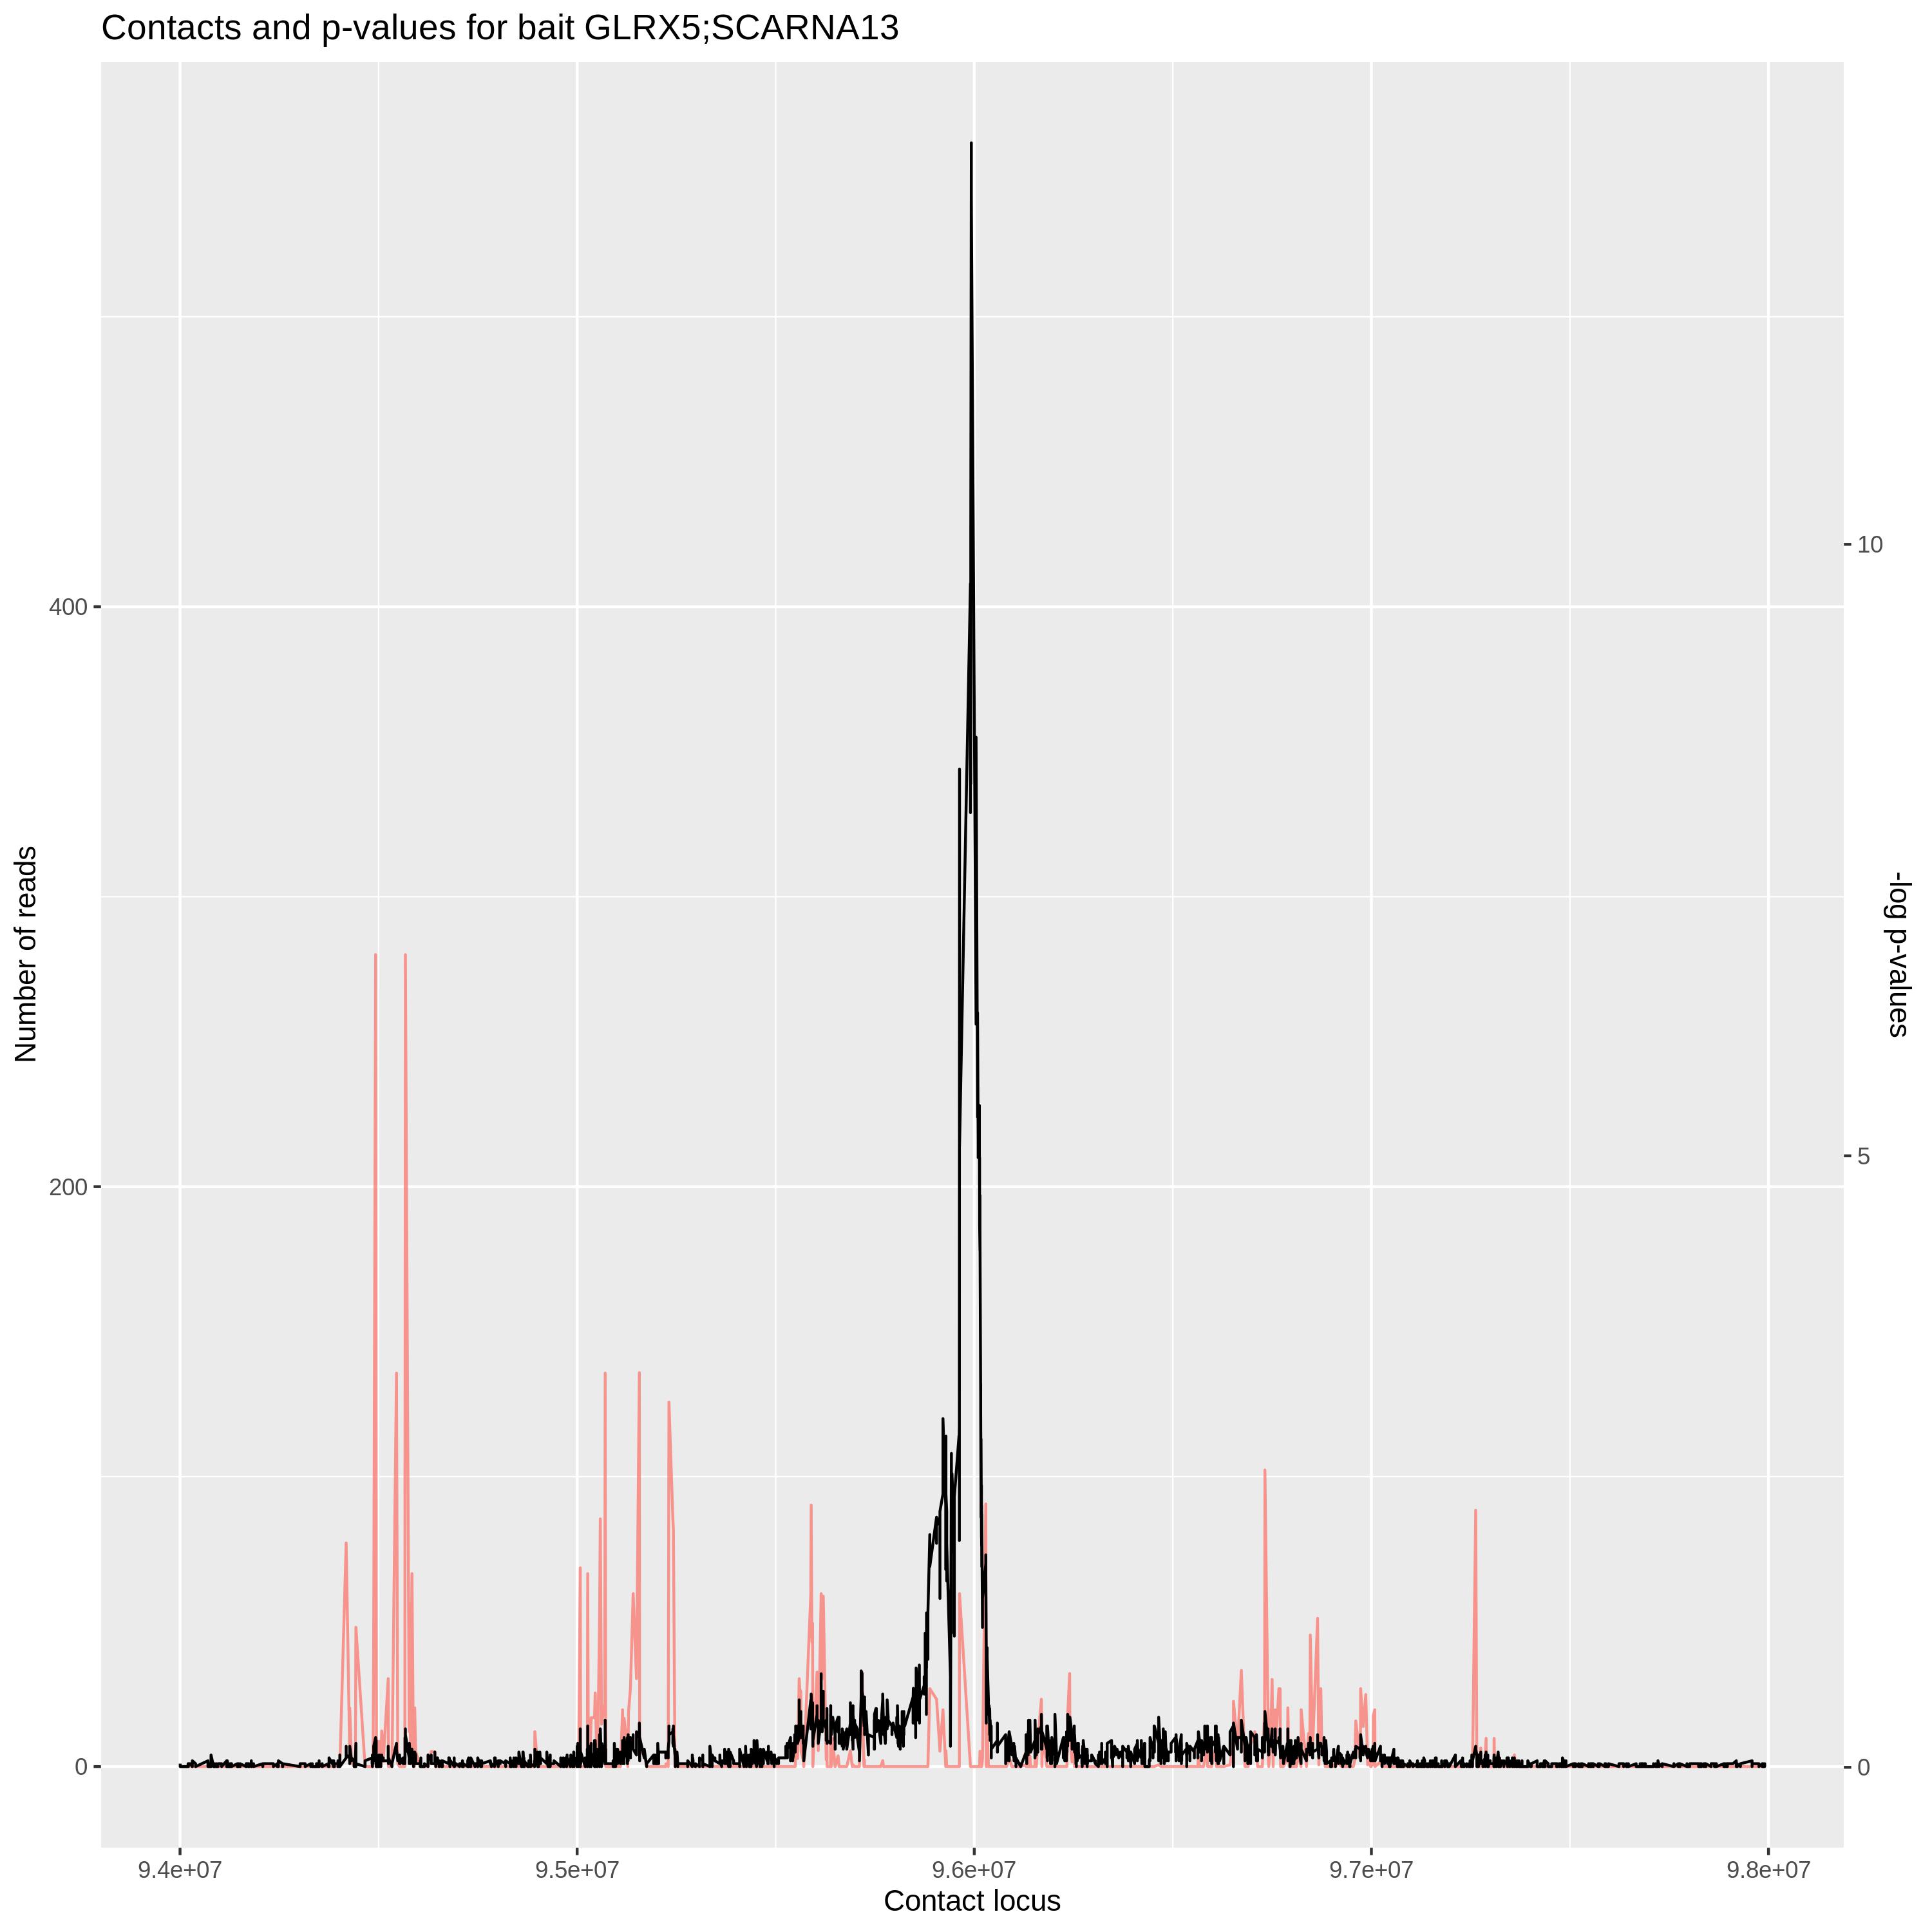 Contacts and p-values for bait GLRX5;SCARNA13
Number of reads
400
200
0
10
5
0
-log p-values
9.4e+07 9.5e+07 9.6e+07 9.7e+07 9.8e+07
Contact locus